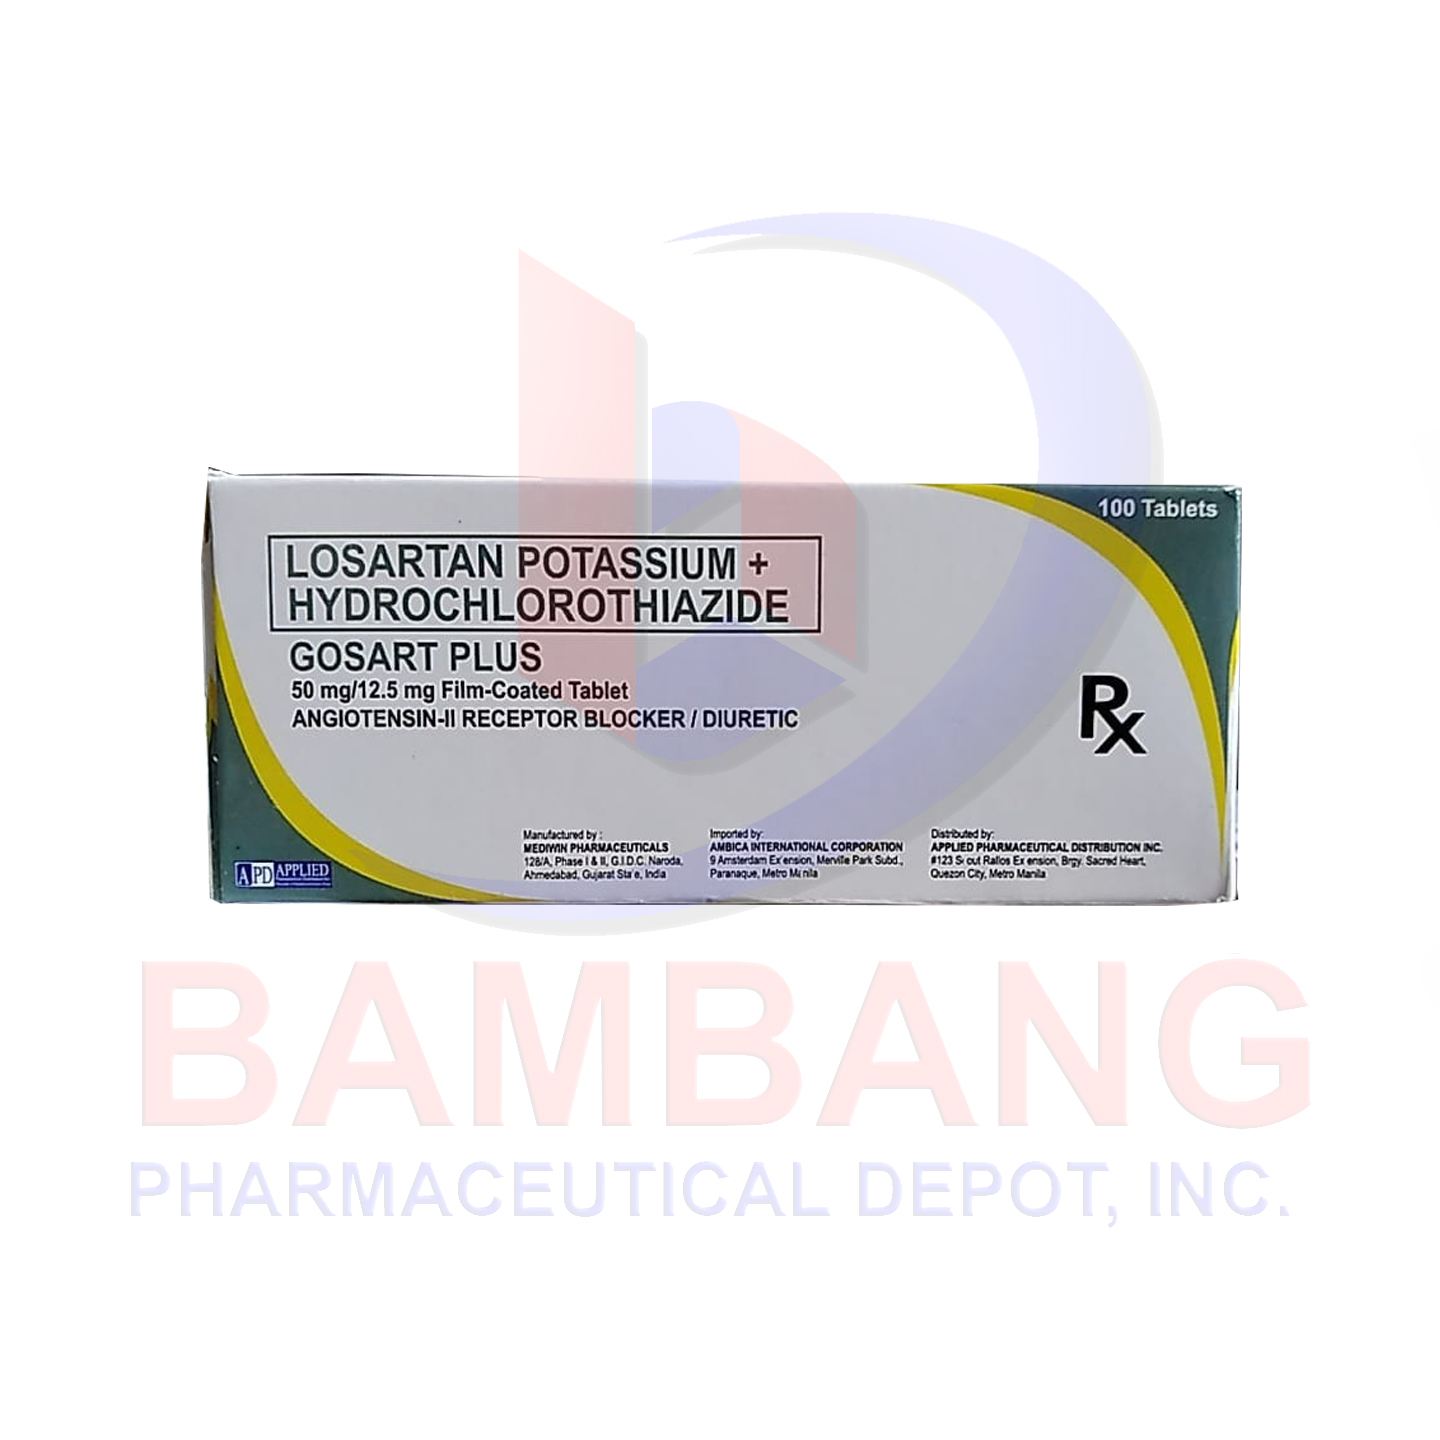 100 Tablets
LOSARTAN POTASSIUM +
HYDROCHLOROTHIAZIDE
GOSART PLUS
50 mg/12.5 mg Film-Coated Tablet
ANGIOTENSIN-II RECEPTOR BLOCKER / DIURETIC
Rx
Manufactured by :
MEDIWIN PHARMACEUTICALS
128/A, Phase I & II, G.I.D.C. Naroda,
Ahmedabad, Gujarat State, India
Imported by:
AMBICA INTERNATIONAL CORPORATION
9 Amsterdam Extension, Merville Park Subd.,
Paranaque, Metro Manila
Distributed by:
APPLIED PHARMACEUTICAL DISTRIBUTION INC.
#123 Scout Rallos Extension, Brgy. Sacred Heart,
Quezon City, Metro Manila
APD APPLIED
BAMBANG
PHARMACEUTICAL DEPOT, INC.